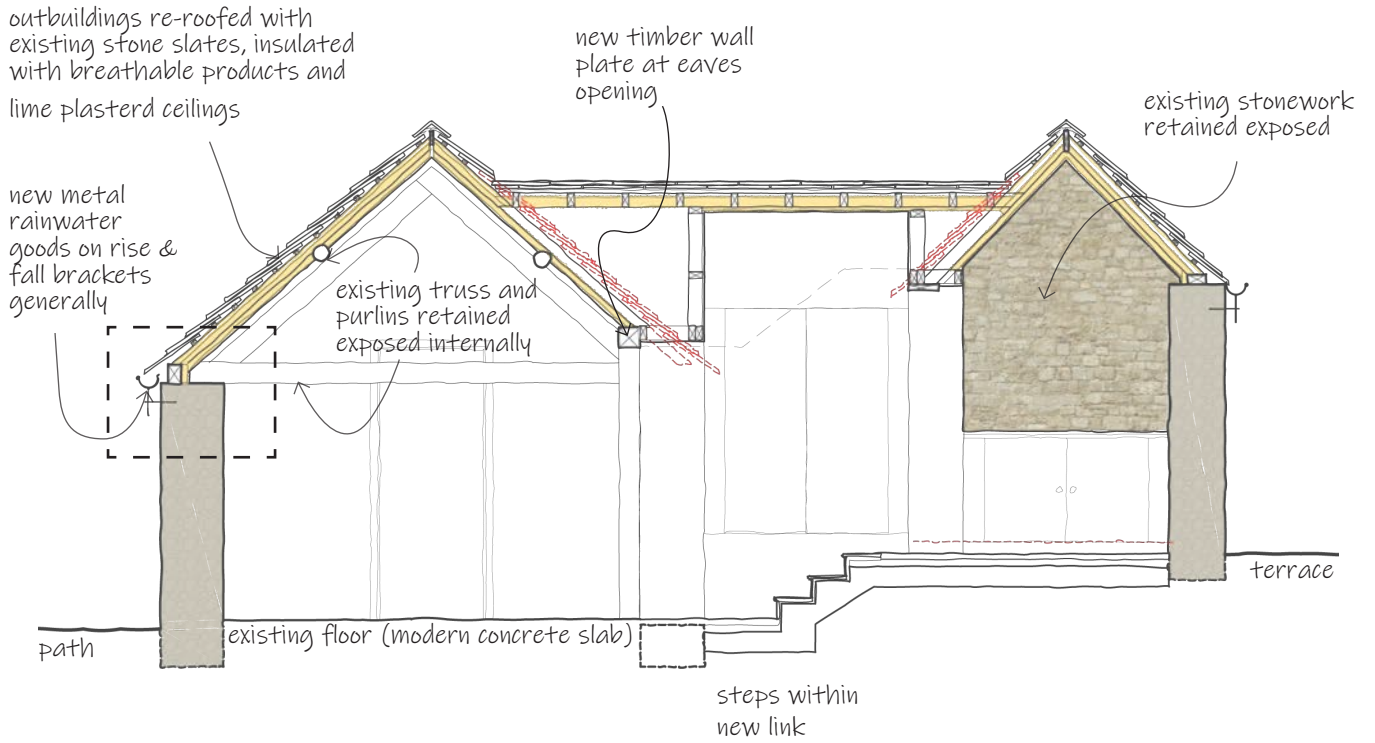 outbuildings re-roofed with
existing stone slates, insulated
with breathable products and
lime plasterd ceilings
new timber wall
plate at eaves
opening
existing stonework
retained exposed
new metal
rainwater
goods on rise &
fall brackets
generally
existing truss and
purlins retained
exposed internally
terrace
path
existing floor (modern concrete slab)
steps within
new link